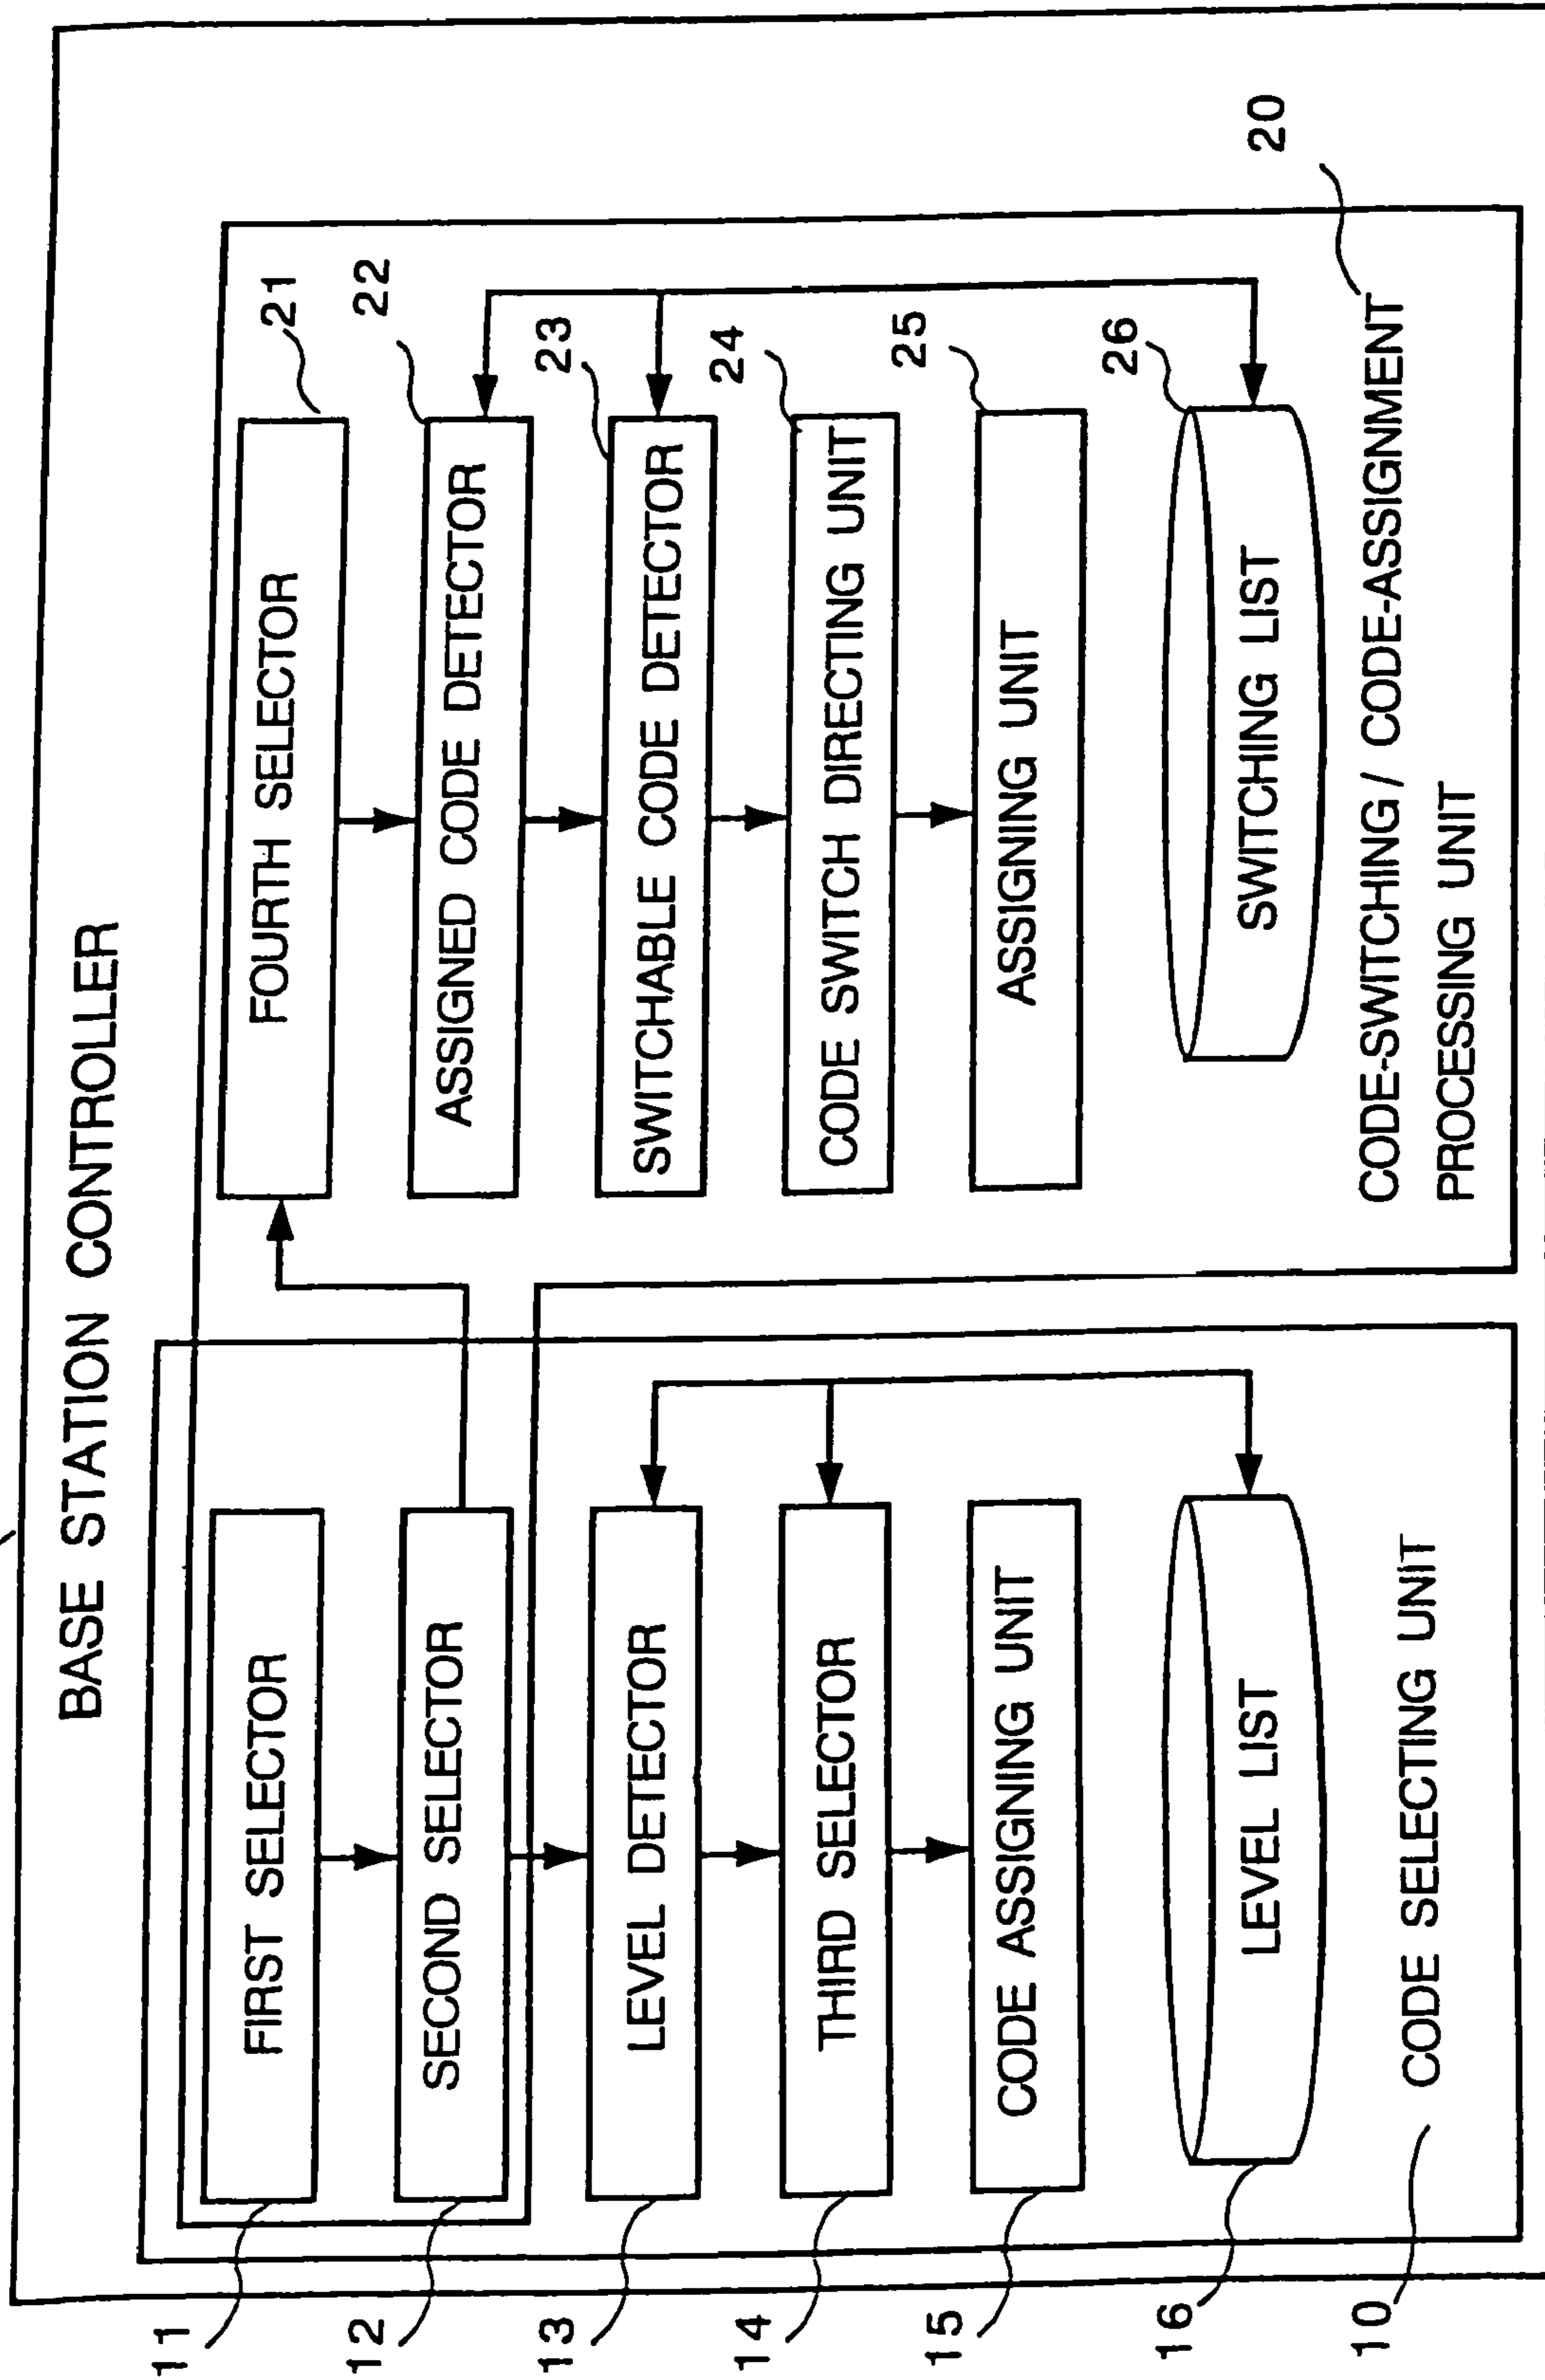 BASE STATION CONTROLLER
11
FIRST SELECTOR
12
SECOND SELECTOR
13
LEVEL DETECTOR
14
THIRD SELECTOR
15
CODE ASSIGNING UNIT
16
LEVEL LIST
10
CODE SELECTING UNIT
FOURTH SELECTOR
21
ASSIGNED CODE DETECTOR
22
SWITCHABLE CODE DETECTOR
23
CODE SWITCH DIRECTING UNIT
24
ASSIGNING UNIT
25
SWITCHING LIST
26
CODE-SWITCHING / CODE-ASSIGNMENT
PROCESSING UNIT
20